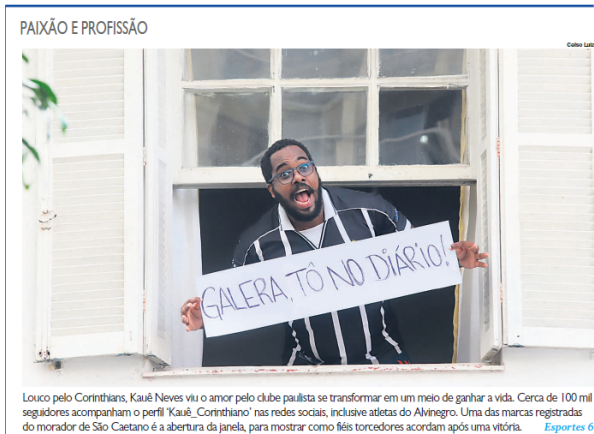 PAIXÃO E PROFISSÃO
Celso Luiz
GALERA, TÔ NO DIÁRIO!
Louco pelo Corinthians, Kauê Neves viu o amor pelo clube paulista se transformar em um meio de ganhar a vida. Cerca de 100 mil
seguidores acompanham o perfil ‘Kauê_Corinthiano’ nas redes sociais, inclusive atletas do Alvinegro. Uma das marcas registradas
do morador de São Caetano é a abertura da janela, para mostrar como fiéis torcedores acordam após uma vitória. Esportes 6